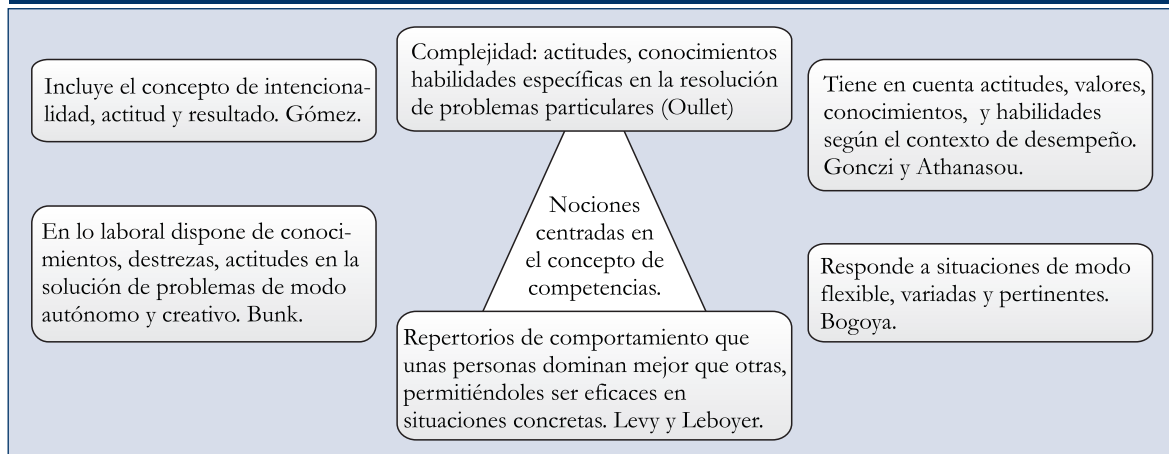 Incluye el concepto de intenciona-
lidad, actitud y resultado. Gómez.
Complejidad: actitudes, conocimientos
habilidades específicas en la resolución
de problemas particulares (Oullet)
Tiene en cuenta actitudes, valores,
conocimientos, y habilidades
según el contexto de desempeño.
Gonczi y Athanasou.
En lo laboral dispone de conoci-
mientos, destrezas, actitudes en la
solución de problemas de modo
autónomo y creativo. Bunk.
Nociones
centradas en
el concepto de
competencias.
Responde a situaciones de modo
flexible, variadas y pertinentes.
Bogoya.
Repertorios de comportamiento que
unas personas dominan mejor que otras,
permitiéndoles ser eficaces en
situaciones concretas. Levy y Leboyer.